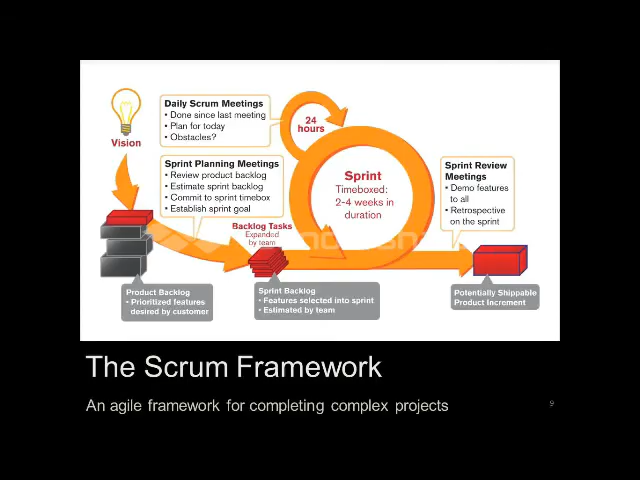 Vision
Daily Scrum Meetings
• Done since last meeting
• Plan for today
• Obstacles?
24
hours
Sprint Planning Meetings
• Review product backlog
• Estimate sprint backlog
• Commit to sprint timebox
• Establish sprint goal
Sprint
Timeboxed:
2-4 weeks in
duration
Sprint Review
Meetings
• Demo features
to all
• Retrospective
on the sprint
Backlog Tasks
Expanded
by team
Product Backlog
• Prioritized features
desired by customer
Sprint Backlog
• Features selected into sprint
• Estimated by team
Potentially Shippable
Product Increment
The Scrum Framework
An agile framework for completing complex projects
9